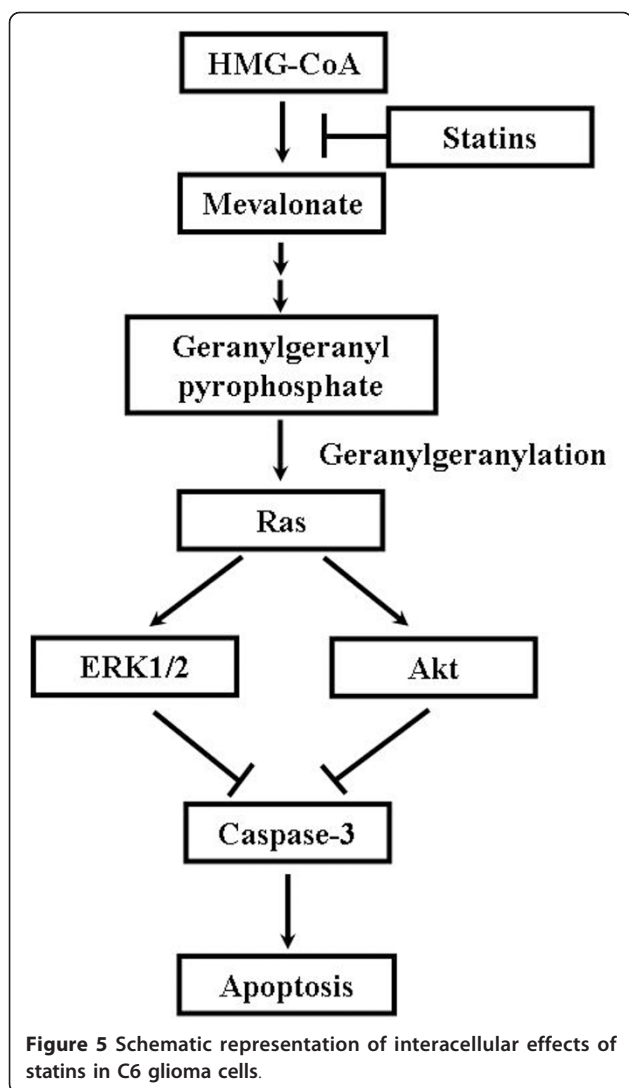 HMG-CoA
Statins
Mevalonate
Geranylgeranyl
pyrophosphate
Geranylgeranylation
Ras
ERK1/2
Akt
Caspase-3
Apoptosis
Figure 5 Schematic representation of interacellular effects of
statins in C6 glioma cells.